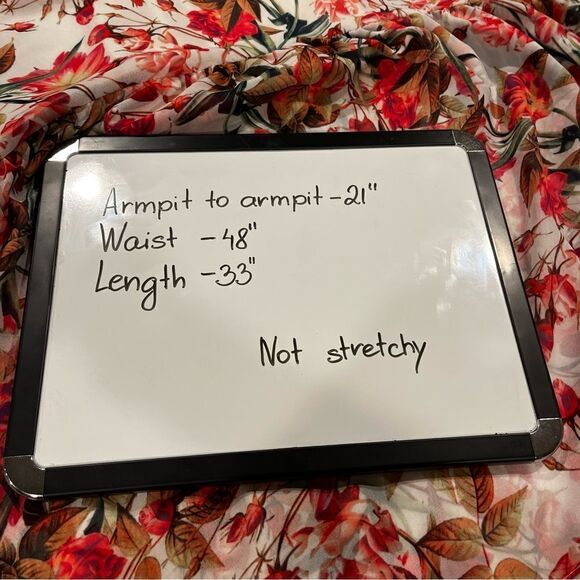 Armpit to armpit - 21"
Waist - 48"
Length - 33"
Not stretchy